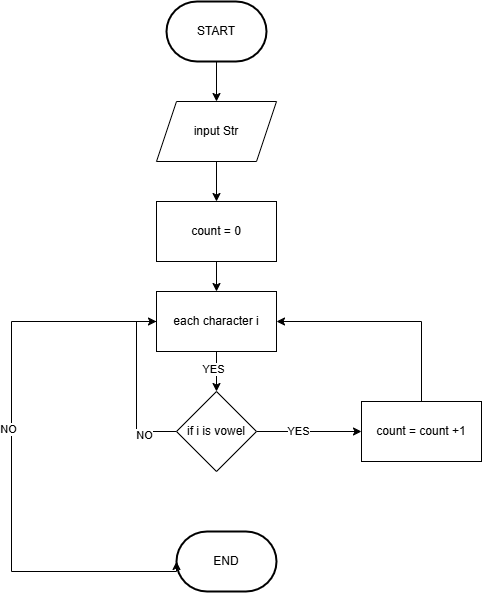 START
input Str
count = 0
each character i
YES
if i is vowel
NO
YES
count = count +1
NO
END